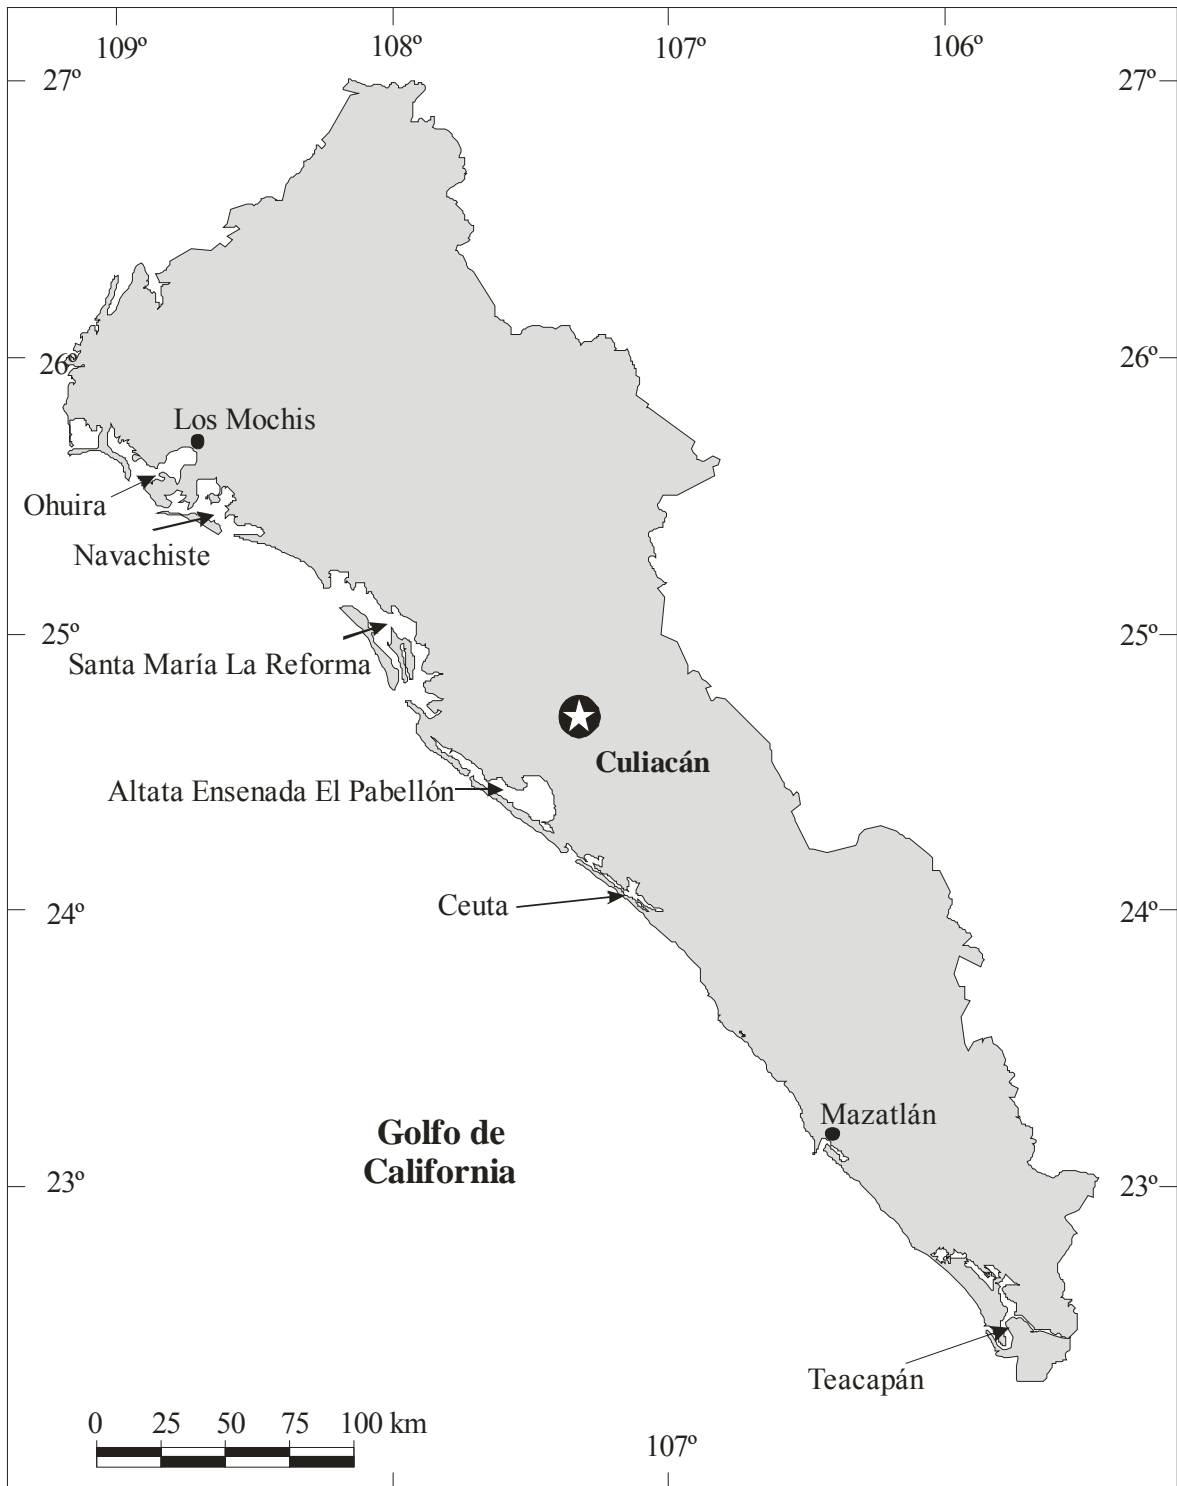 109º 108º 107º 106º
27º 27º
26º 26º
Los Mochis
Ohuira
Navachiste
25º 25º
Santa María La Reforma
Culiacán
Altata Ensenada El Pabellón
Ceuta
24º 24º
Mazatlán
Golfo de
California
23º 23º
Teacapán
0 25 50 75 100 km
107º